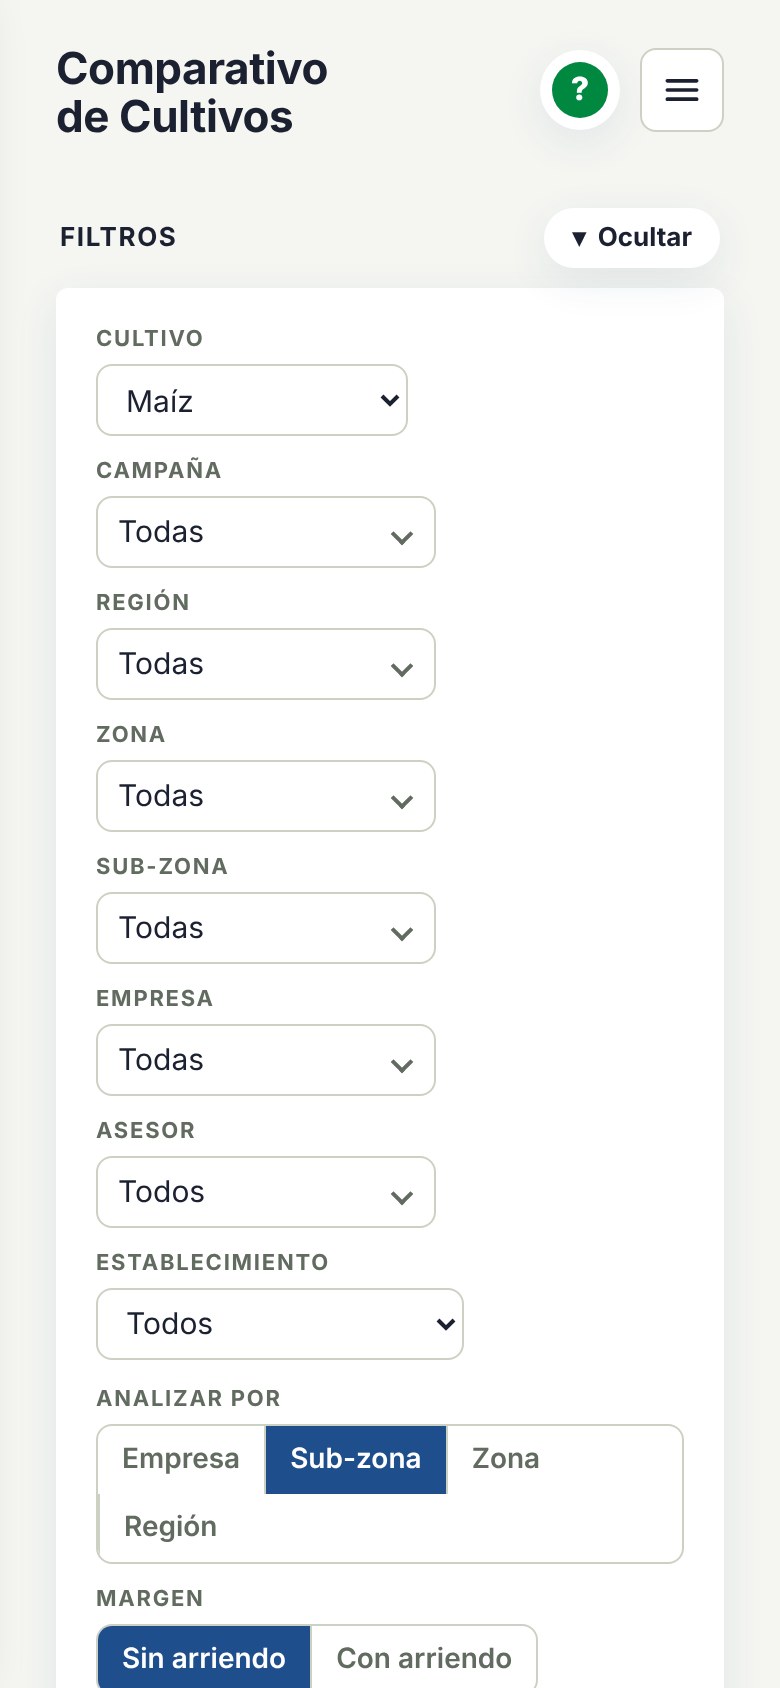 Comparativo
de Cultivos
?
FILTROS
▼ Ocultar
CULTIVO
Maíz
CAMPAÑA
Todas
REGIÓN
Todas
ZONA
Todas
SUB-ZONA
Todas
EMPRESA
Todas
ASESOR
Todos
ESTABLECIMIENTO
Todos
ANALIZAR POR
Empresa Sub-zona Zona
Región
MARGEN
Sin arriendo Con arriendo